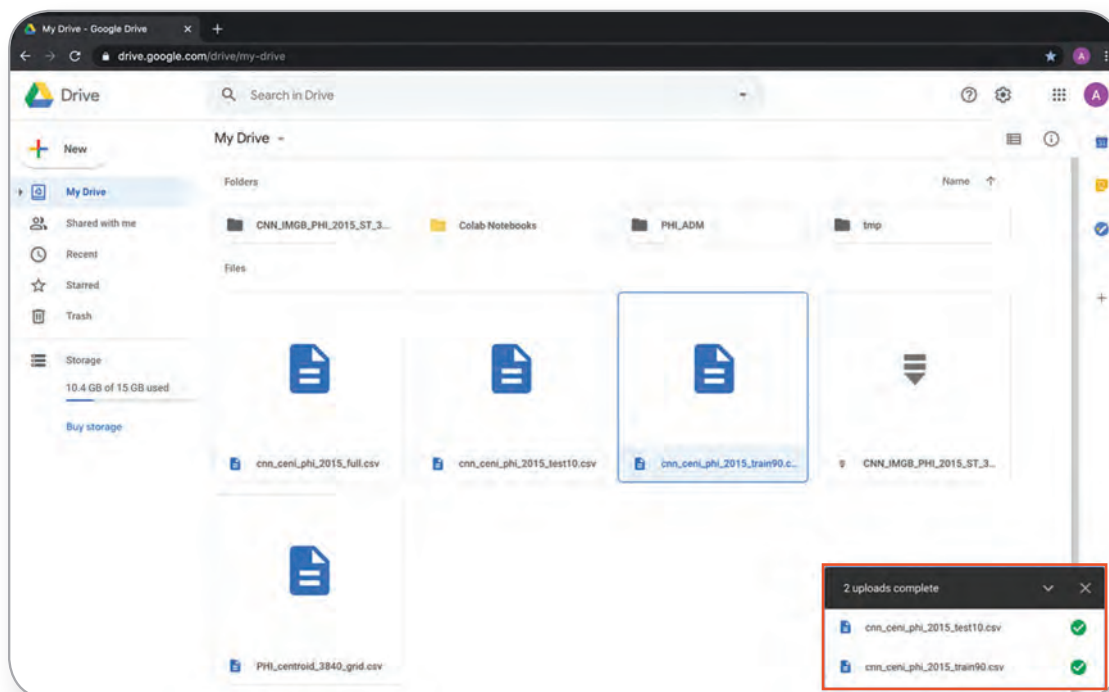 My Drive - Google Drive
drive.google.com/drive/my-drive
A
Drive
Search in Drive
A
New
My Drive
My Drive
Shared with me
Recent
Starred
Trash
Storage
10.4 GB of 15 GB used
Buy storage
Folders
Name
CNN_IMGB_PHI_2015_ST_3...
Colab Notebooks
PHI_ADM
tmp
Files
cnn_ceni_phi_2015_full.csv
cnn_ceni_phi_2015_test10.csv
cnn_ceni_phi_2015_train90.c...
CNN_IMGB_PHI_2015_ST_3...
PHI_centroid_3840_grid.csv
2 uploads complete
cnn_ceni_phi_2015_test10.csv
cnn_ceni_phi_2015_train90.csv